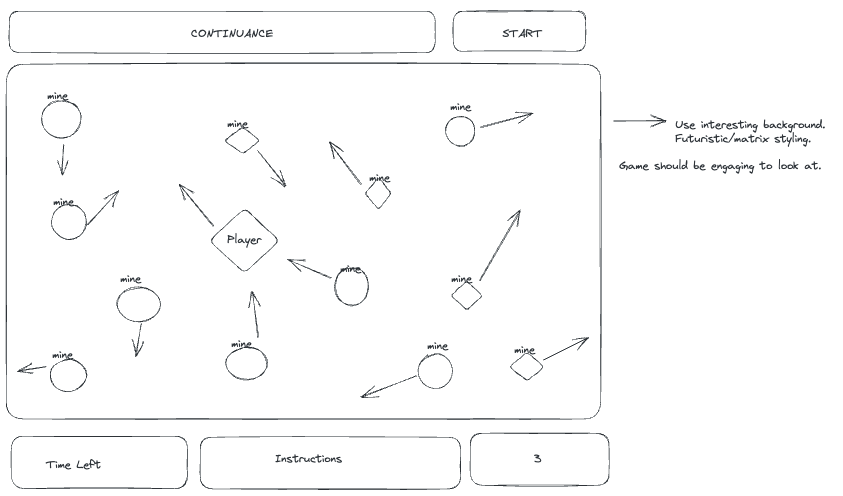 CONTINUANCE
START
mine
mine
mine
mine
Use interesting background.
Futuristic/matrix styling.
Game should be engaging to look at.
mine
mine
Player
mine
mine
mine
mine
mine
mine
mine
Time Left
Instructions
3